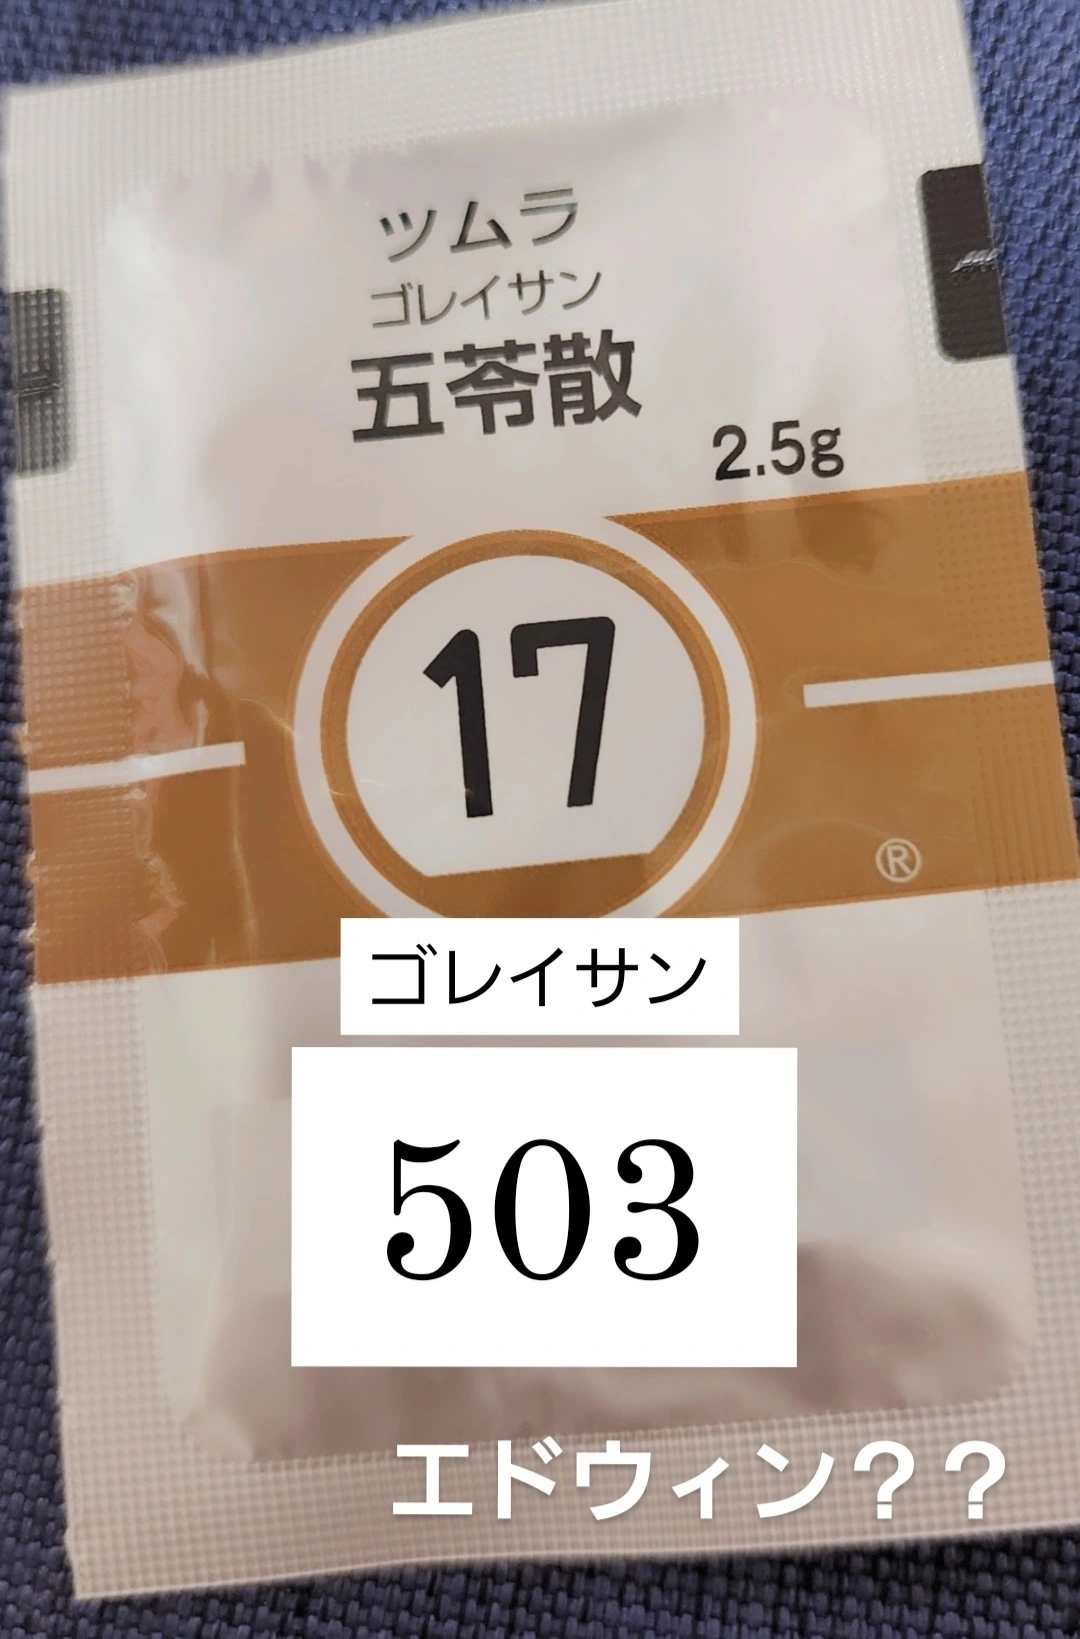 ツムラ
ゴレイサン
五苓散
2.5g
17
®
ゴレイサン
503
エドウィン？？